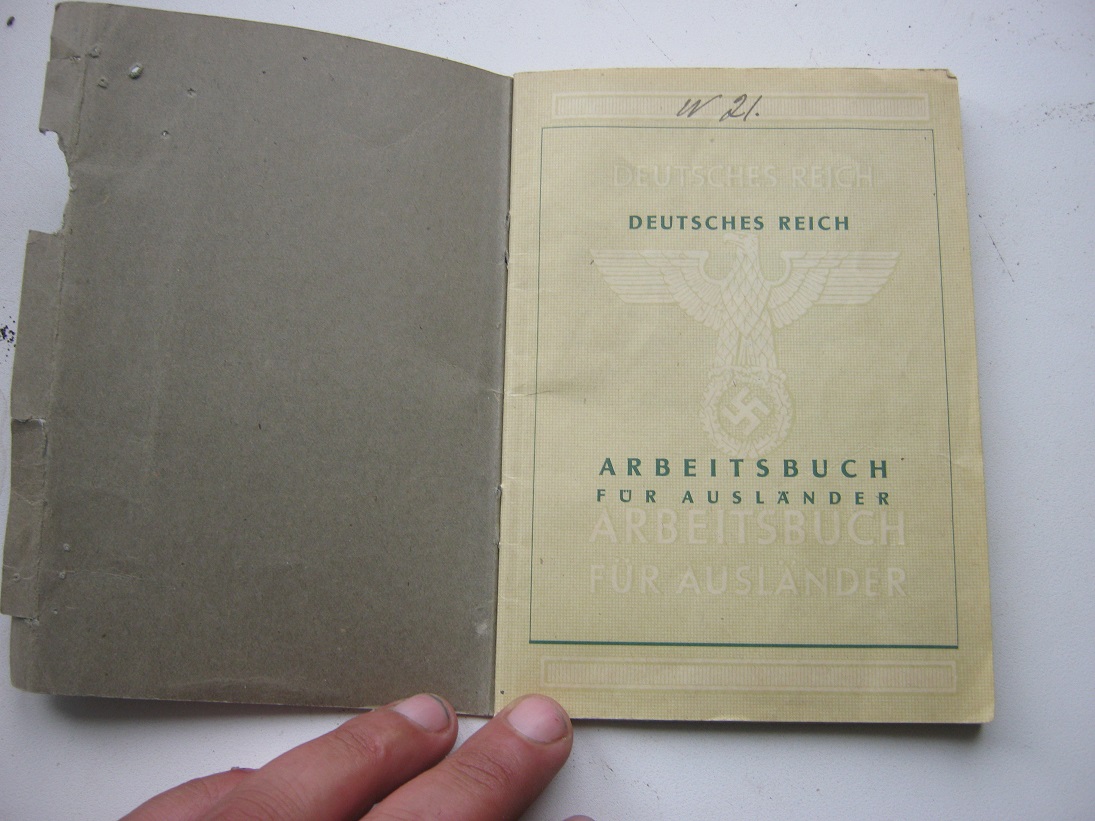 N 21.
DEUTSCHES REICH
DEUTSCHES REICH
ARBEITSBUCH
FÜR AUSLÄNDER
ARBEITSBUCH
FÜR AUSLÄNDER